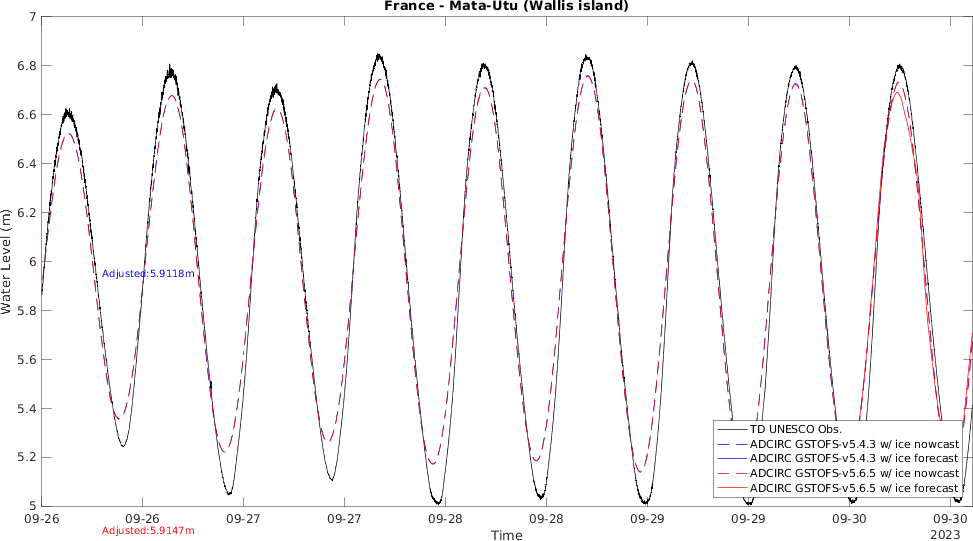 France - Mata-Utu (Wallis island)
7
6.8
6.6
6.4
6.2
6
5.8
5.6
5.4
5.2
5
Water Level (m)
Adjusted:5.9118m
TD UNESCO Obs.
ADCIRC GSTOFS-v5.4.3 w/ ice nowcast
ADCIRC GSTOFS-v5.4.3 w/ ice forecast
ADCIRC GSTOFS-v5.6.5 w/ ice nowcast
ADCIRC GSTOFS-v5.6.5 w/ ice forecast
09-26 09-26 09-27 09-27 09-28 09-28 09-29 09-29 09-30 09-30
Adjusted:5.9147m
Time
2023